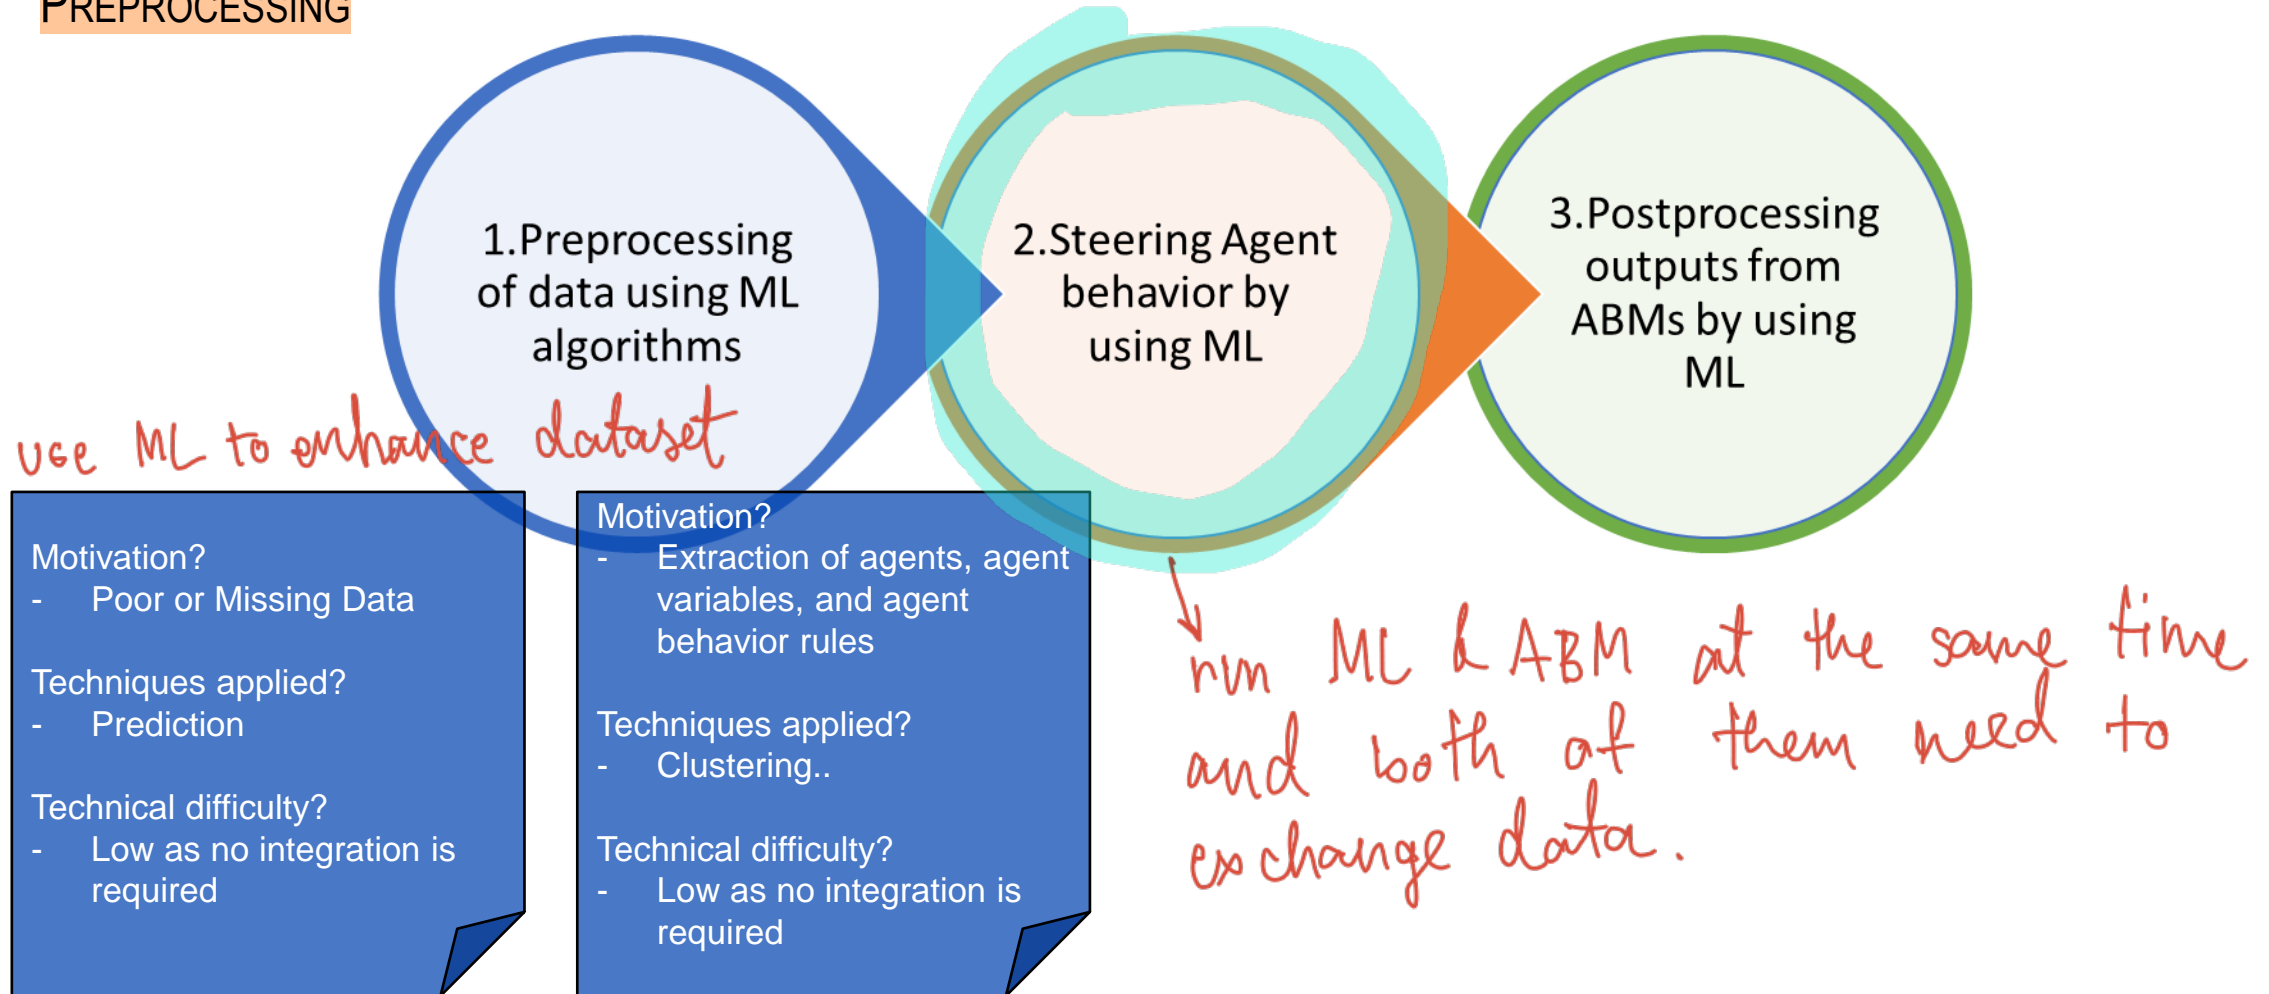 PREPROCESSING
1.Preprocessing
of data using ML
algorithms
2.Steering Agent
behavior by
using ML
3.Postprocessing
outputs from
ABMs by using
ML
use ML to enhance dataset
Motivation?
- Poor or Missing Data
Techniques applied?
- Prediction
Technical difficulty?
- Low as no integration is
required
Motivation?
- Extraction of agents, agent
variables, and agent
behavior rules
Techniques applied?
- Clustering..
Technical difficulty?
- Low as no integration is
required
run ML & ABM at the same time
and both of them need to
exchange data.